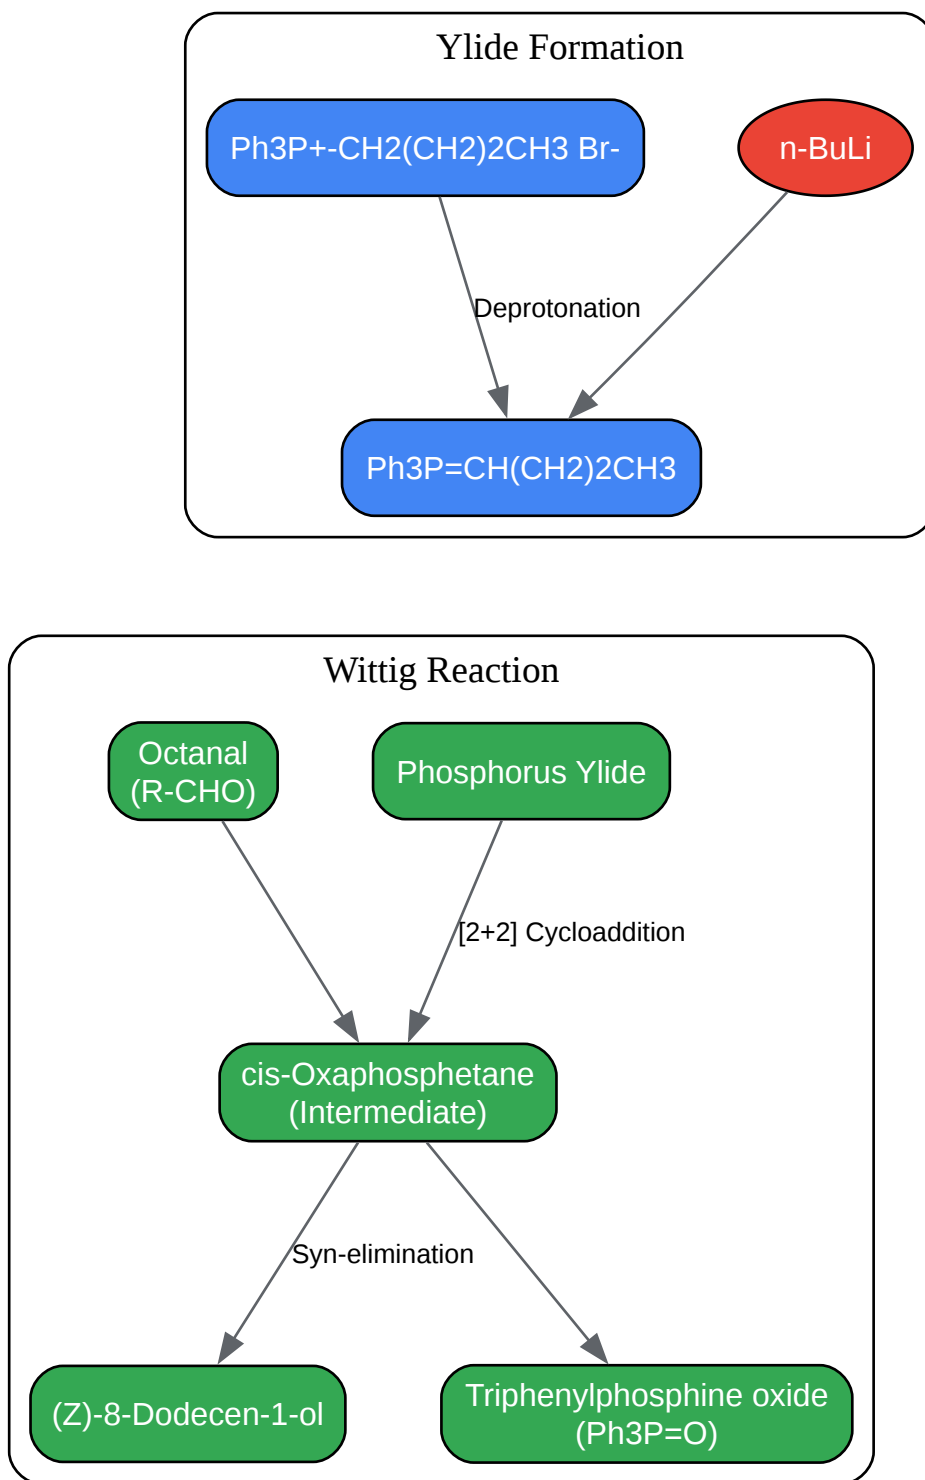 Ylide Formation
Ph3P+-CH2(CH2)2CH3 Br-
n-BuLi
Deprotonation
Ph3P=CH(CH2)2CH3
Wittig Reaction
Octanal
(R-CHO)
Phosphorus Ylide
[2+2] Cycloaddition
cis-Oxaphosphetane
(Intermediate)
Syn-elimination
(Z)-8-Dodecen-1-ol
Triphenylphosphine oxide
(Ph3P=O)